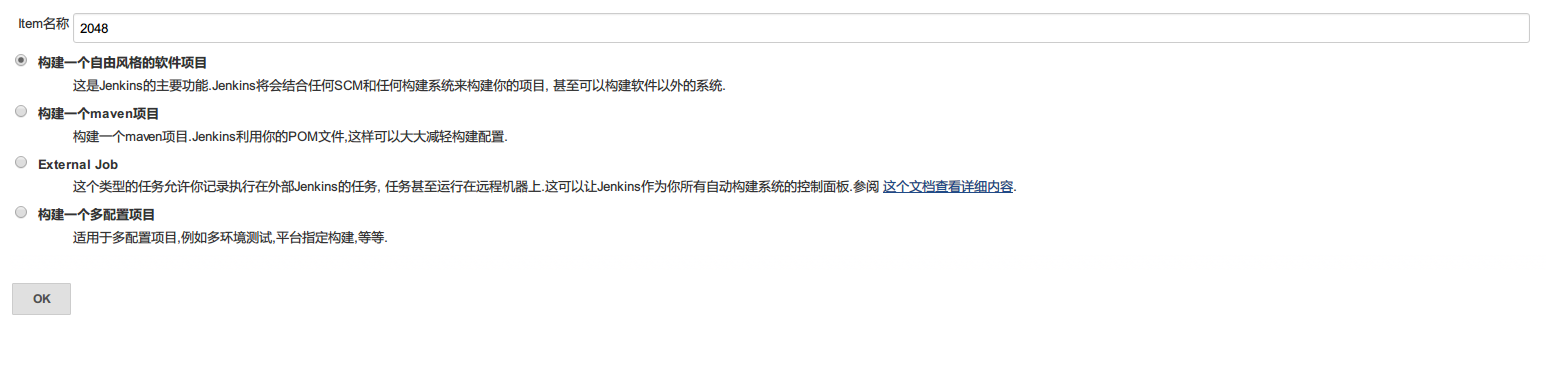 Item名称 2048
构建一个自由风格的软件项目
这是Jenkins的主要功能.Jenkins将会结合任何SCM和任何构建系统来构建你的项目, 甚至可以构建软件以外的系统.
构建一个maven项目
构建一个maven项目.Jenkins利用你的POM文件,这样可以大大减轻构建配置.
External Job
这个类型的任务允许你记录执行在外部Jenkins的任务, 任务甚至运行在远程机器上.这可以让Jenkins作为你所有自动构建系统的控制面板.参阅 这个文档查看详细内容.
构建一个多配置项目
适用于多配置项目,例如多环境测试,平台指定构建,等等.
OK